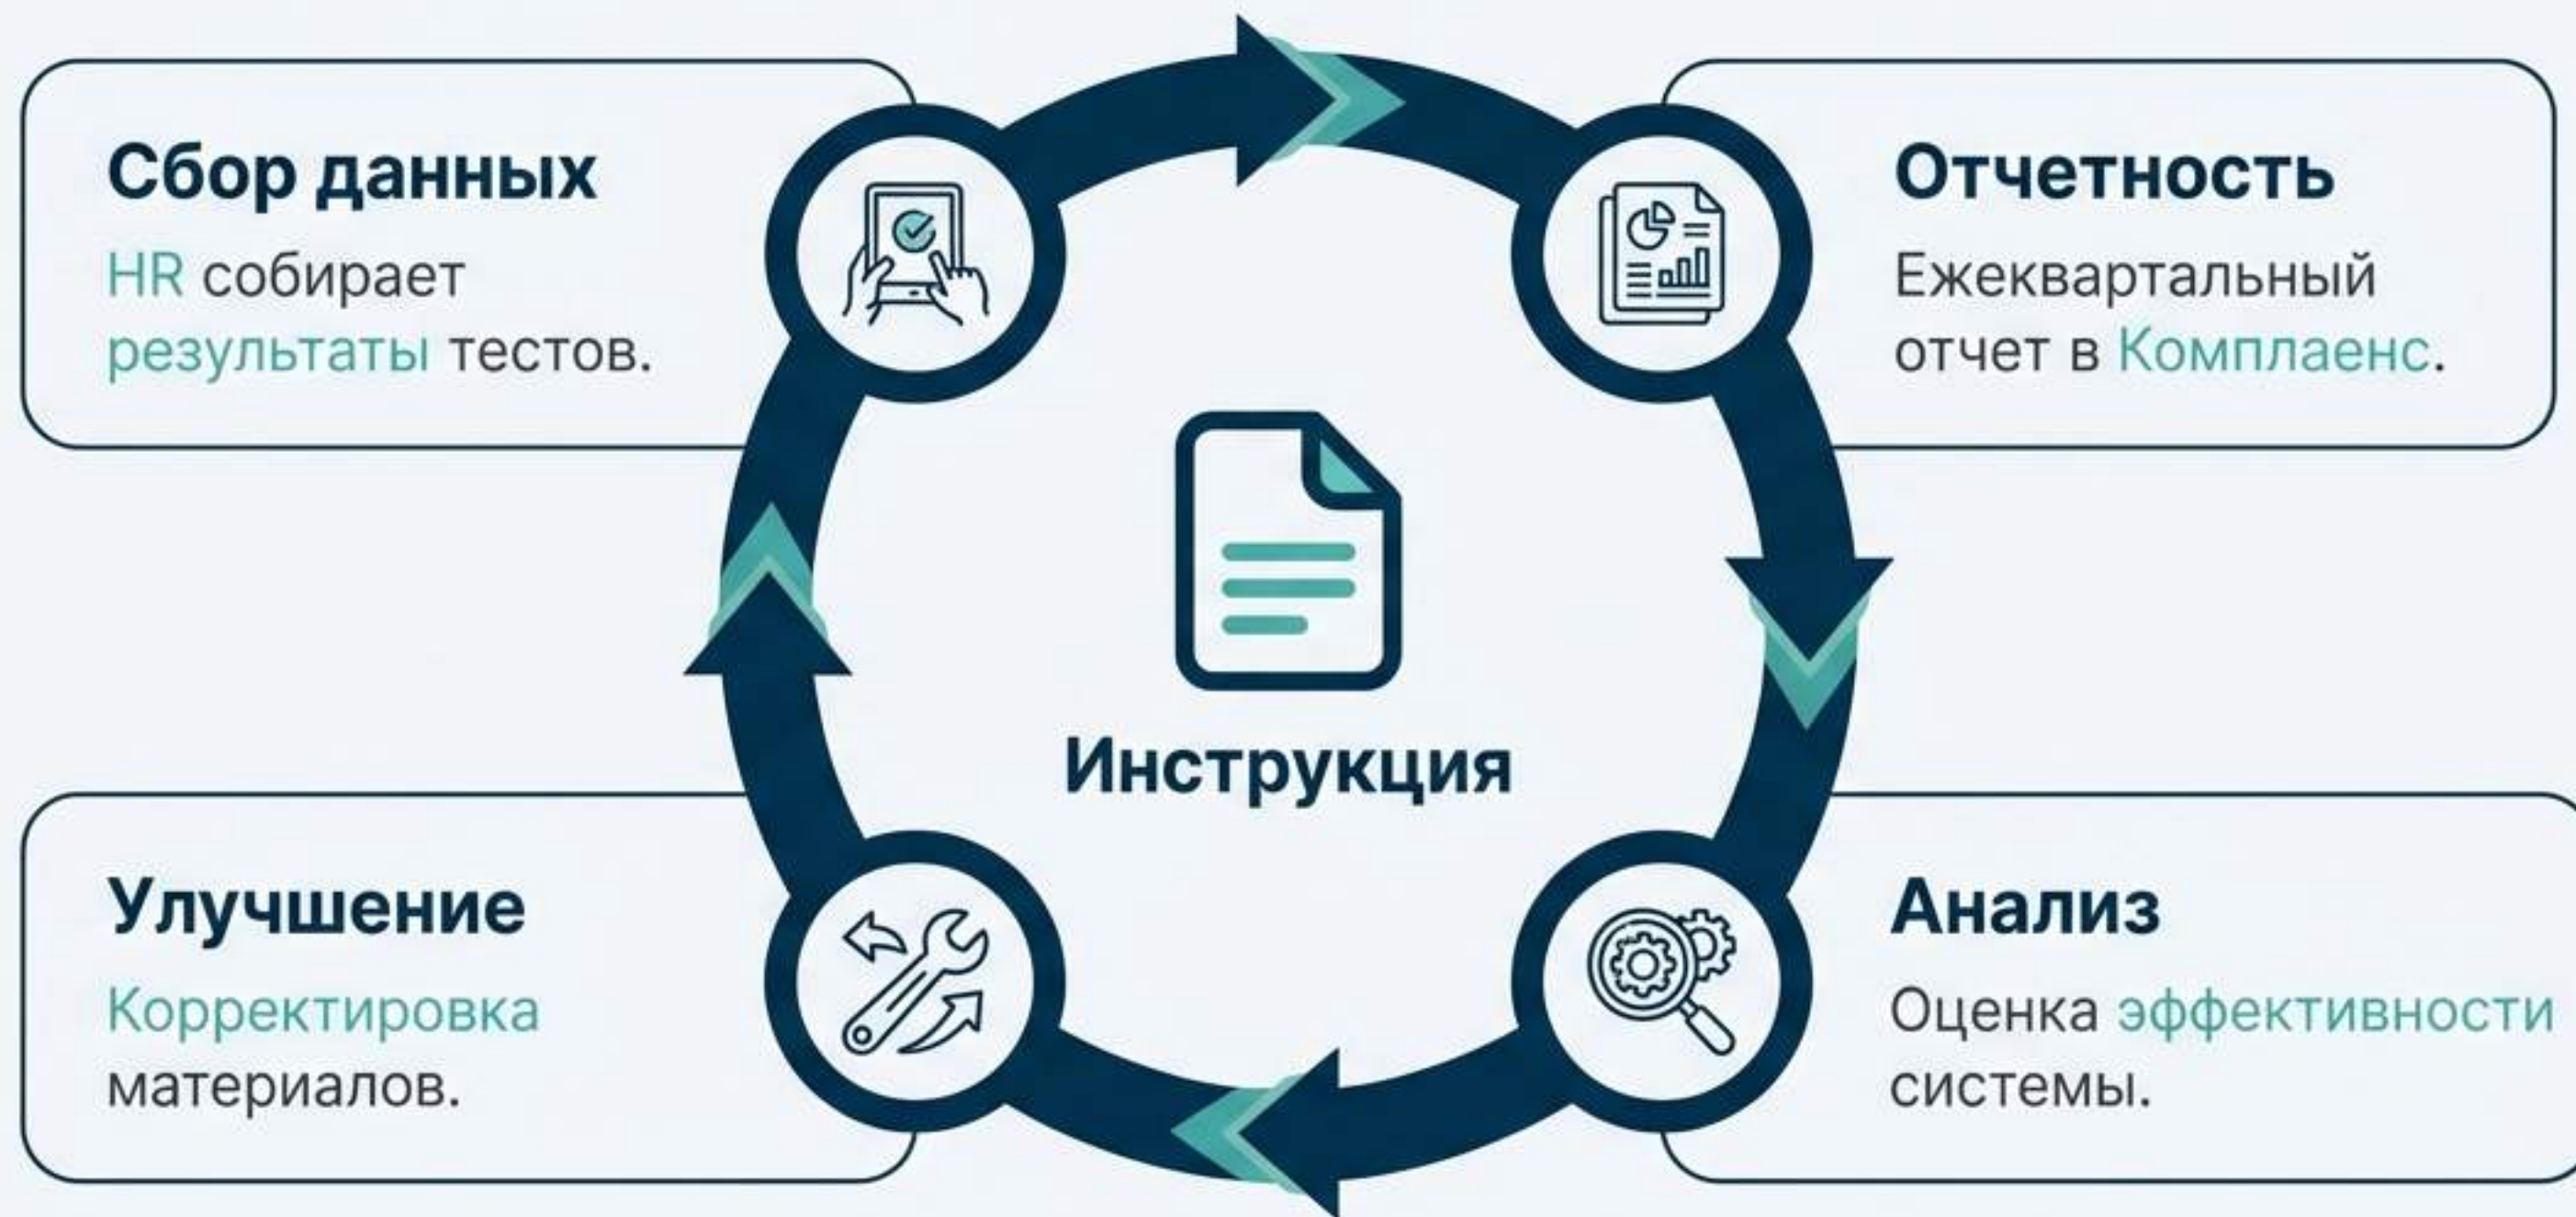 Сбор данных
HR собирает
результаты тестов.
Отчетность
Ежеквартальный
отчет в Комплаенс.
Инструкция
Улучшение
Корректировка
материалов.
Анализ
Оценка эффективности
системы.